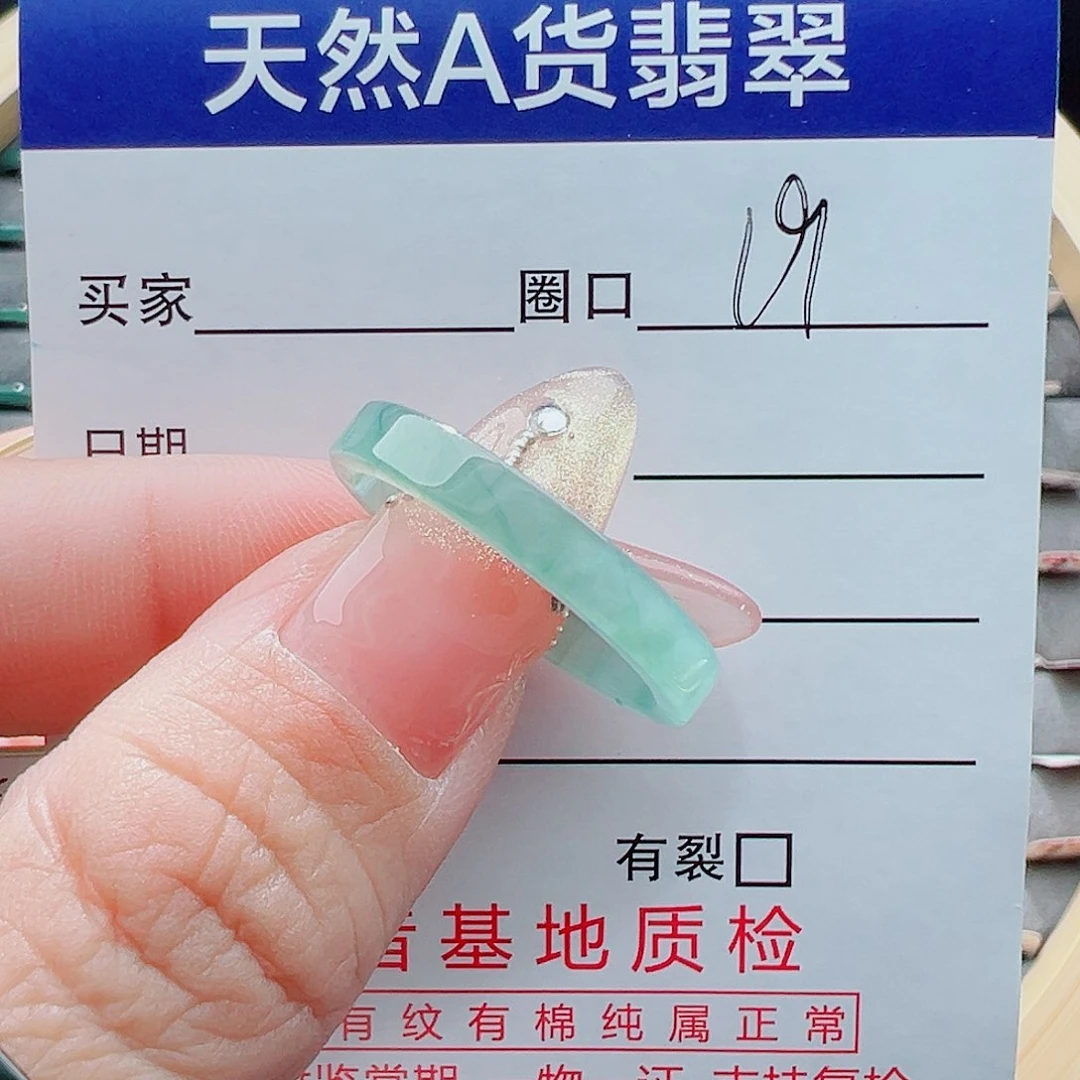 天然A货翡翠
买家 圈口 19
日期
有裂□
基地质检
有纹有棉纯属正常